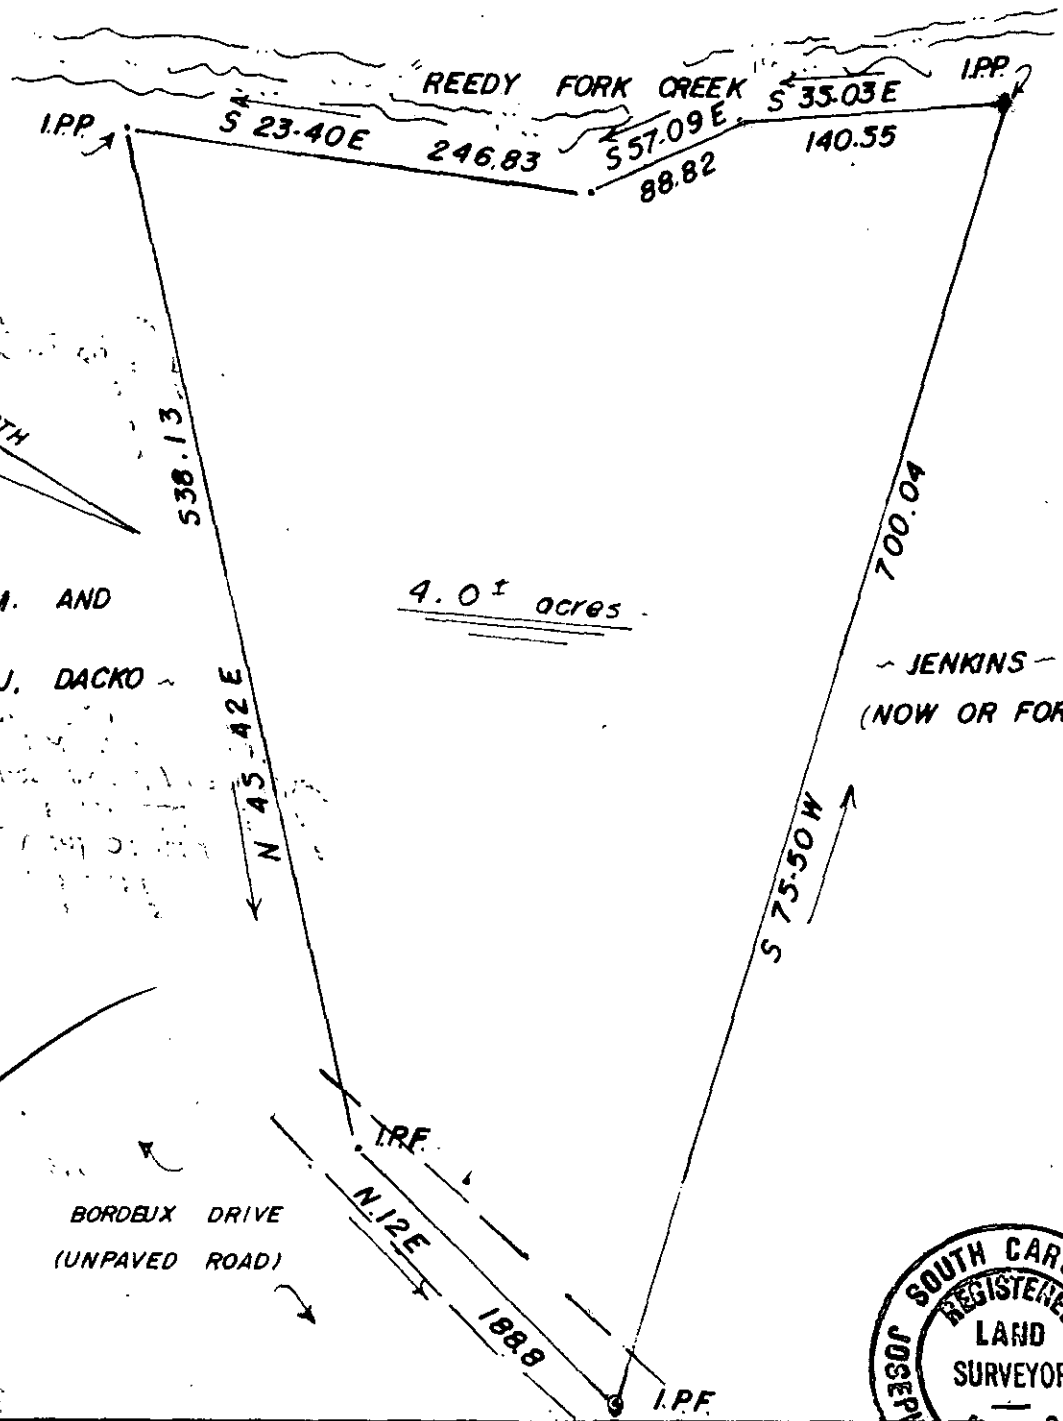 REEDY FORK CREEK
I.P.P.
S 35.03 E
140.55
S 57.09 E
88.82
S 23.40 E 246.83
I.P.P.
538.13
700.04
4.0± acres
AND
J. DACKO ~
~ JENKINS ~
(NOW OR FOR
N 45-42 E
S 75-50 W
I.P.F.
N.12 E
188.8
BORDEUX DRIVE
(UNPAVED ROAD)
I.P.F.
JOSEPH SOUTH CAR
REGISTERED
LAND
SURVEYOR